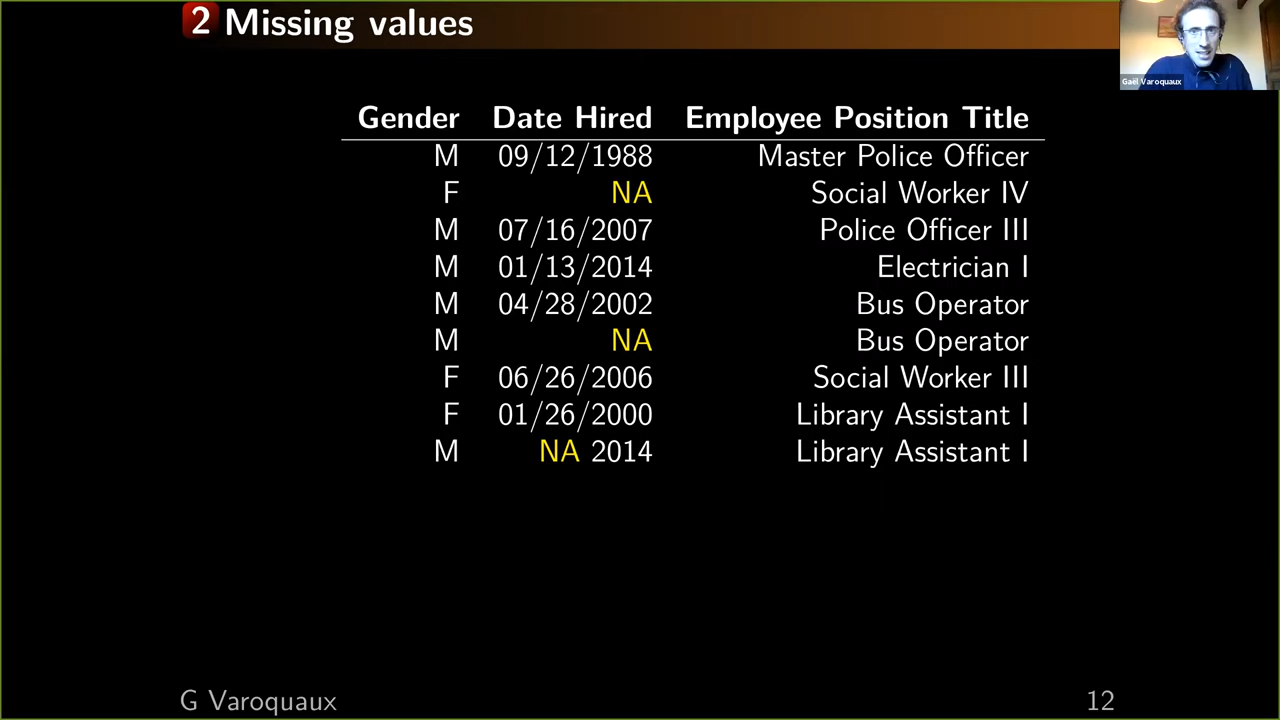 2 Missing values
Gaël Varoquaux
Gender Date Hired Employee Position Title
M 09/12/1988 Master Police Officer
F NA Social Worker IV
M 07/16/2007 Police Officer III
M 01/13/2014 Electrician I
M 04/28/2002 Bus Operator
M NA Bus Operator
F 06/26/2006 Social Worker III
F 01/26/2000 Library Assistant I
M NA 2014 Library Assistant I
G Varoquaux 12